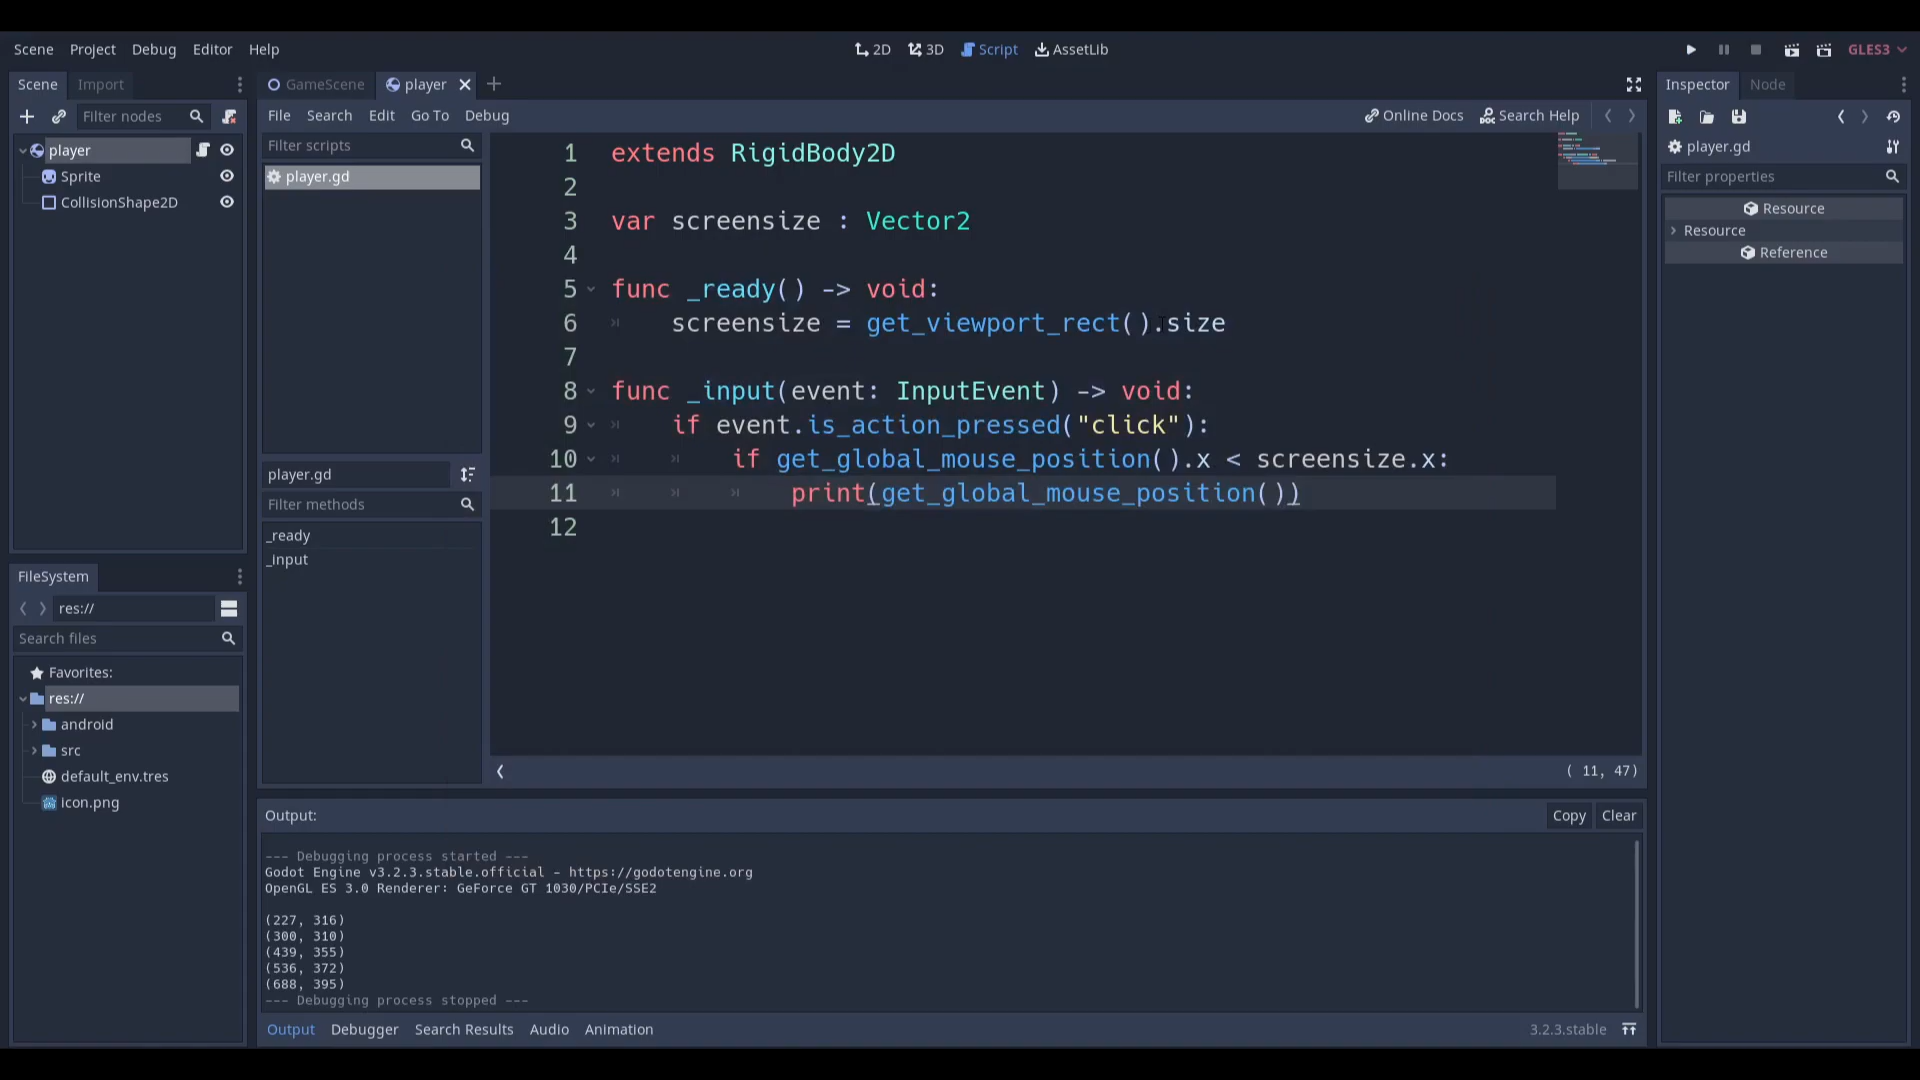 Scene Project Debug Editor Help
2D 3D Script AssetLib
GLES3
Scene Import
GameScene player
Inspector Node
Filter nodes
File Search Edit Go To Debug
Online Docs Search Help
player
Sprite
CollisionShape2D
Filter scripts
player.gd
player.gd
Filter methods
_ready
_input
1 extends RigidBody2D
2
3 var screensize : Vector2
4
5 func _ready() -> void:
6 screensize = get_viewport_rect().size
7
8 func _input(event: InputEvent) -> void:
9 if event.is_action_pressed("click"):
10 if get_global_mouse_position().x < screensize.x:
11 print(get_global_mouse_position())
12
( 11, 47)
player.gd
Filter properties
Resource
Resource
Reference
FileSystem
res://
Search files
Favorites:
res://
android
src
default_env.tres
icon.png
Output:
Copy Clear
--- Debugging process started ---
Godot Engine v3.2.3.stable.official - https://godotengine.org
OpenGL ES 3.0 Renderer: GeForce GT 1030/PCIe/SSE2
(227, 316)
(300, 310)
(439, 355)
(536, 372)
(688, 395)
--- Debugging process stopped ---
Output Debugger Search Results Audio Animation
3.2.3.stable